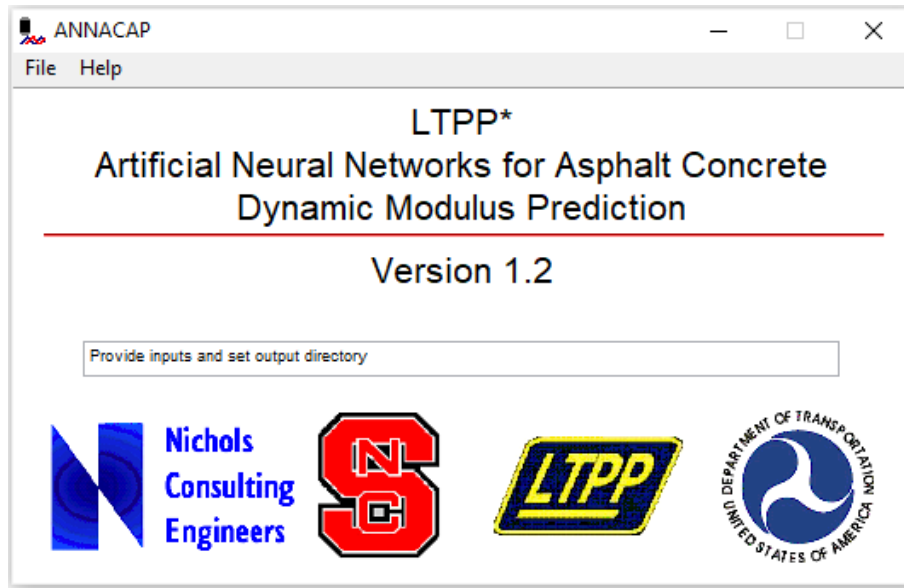 ANNACAP
File Help
LTPP*
Artificial Neural Networks for Asphalt Concrete
Dynamic Modulus Prediction
Version 1.2
Provide inputs and set output directory
Nichols
Consulting
Engineers
N
S
C
LTPP
DEPARTMENT OF TRANSPORTATION
UNITED STATES OF AMERICA